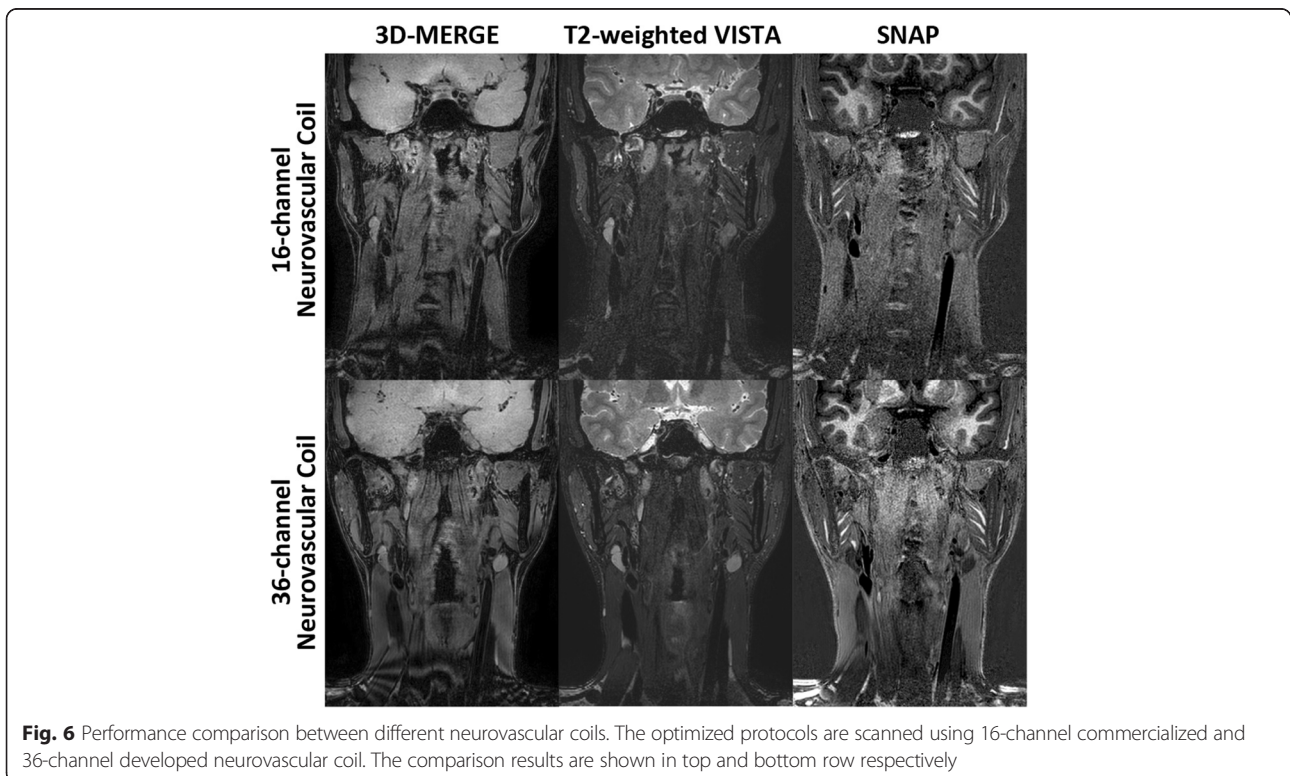 3D-MERGE T2-weighted VISTA SNAP
16-channel
Neurovascular Coil
36-channel
Neurovascular Coil
Fig. 6 Performance comparison between different neurovascular coils. The optimized protocols are scanned using 16-channel commercialized and
36-channel developed neurovascular coil. The comparison results are shown in top and bottom row respectively